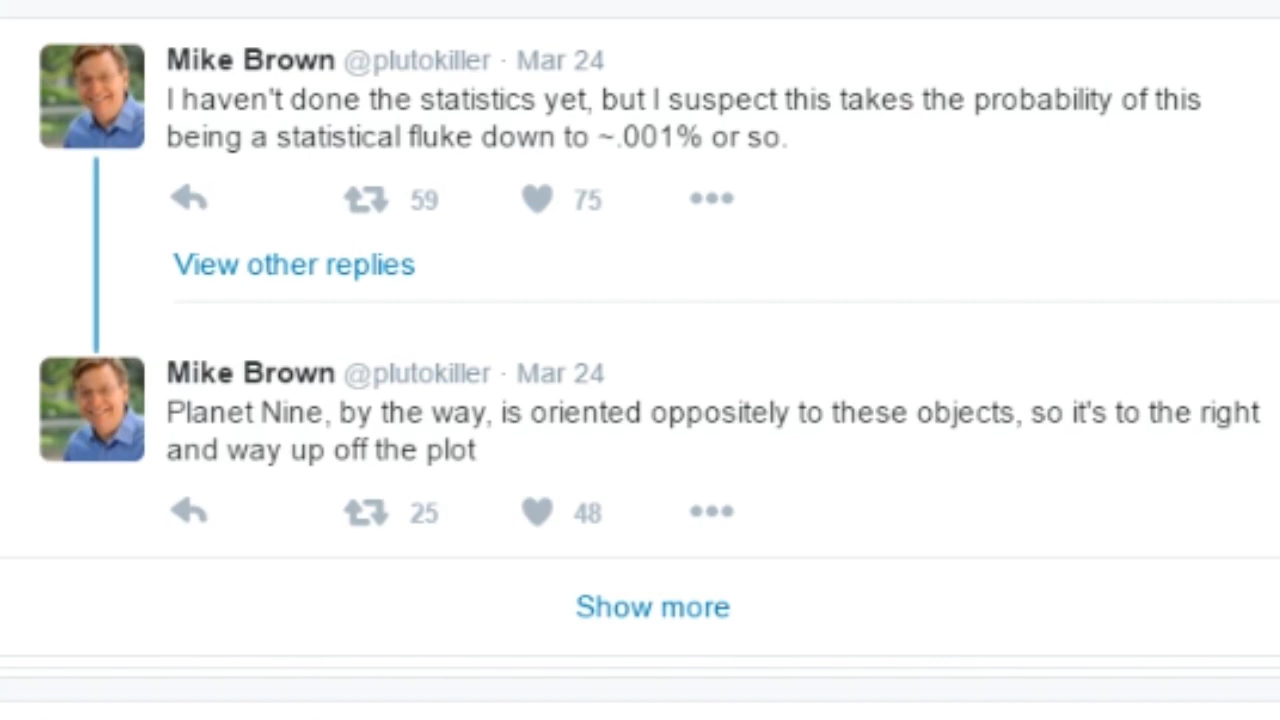 Mike Brown @plutokiller · Mar 24
I haven't done the statistics yet, but I suspect this takes the probability of this
being a statistical fluke down to ~.001% or so.
59 75
View other replies
Mike Brown @plutokiller · Mar 24
Planet Nine, by the way, is oriented oppositely to these objects, so it's to the right
and way up off the plot
25 48
Show more